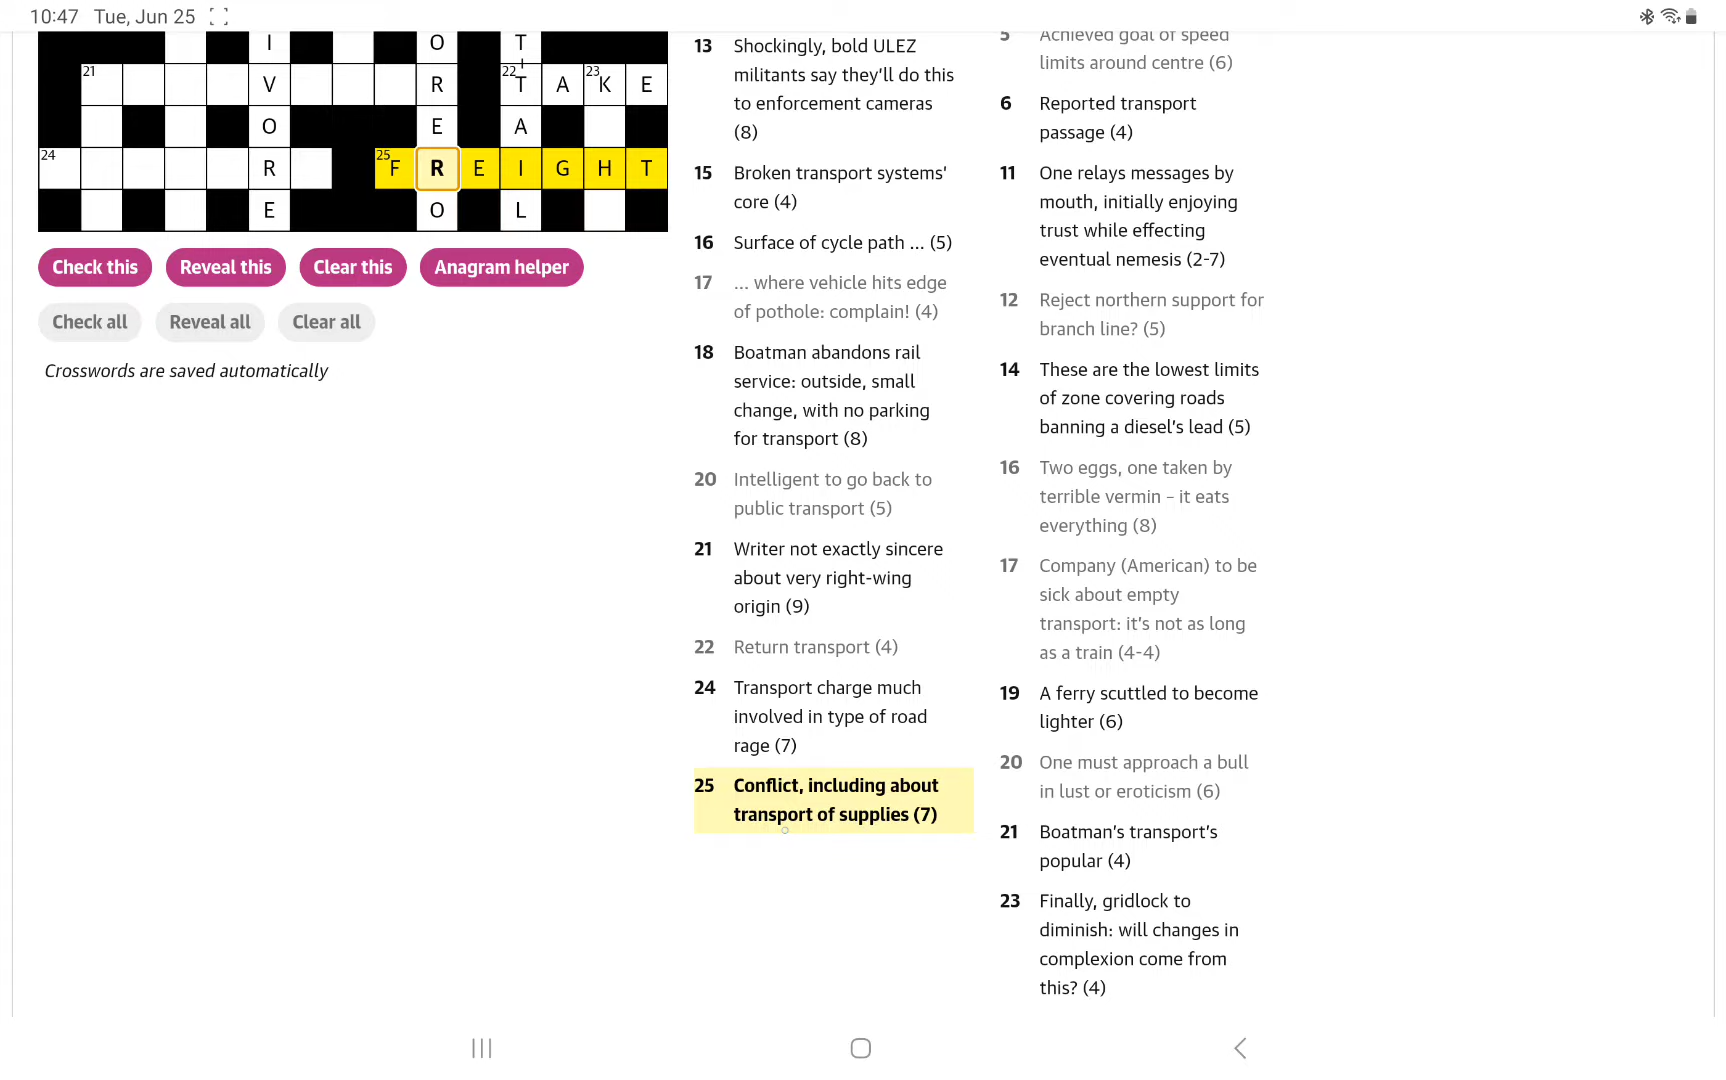 10:47 Tue, Jun 25
I O T
21 V R 22 T A 23 K E
O E A
24 R 25 F R E I G H T
E O L
Check this Reveal this Clear this Anagram helper
Check all Reveal all Clear all
Crosswords are saved automatically
13 Shockingly, bold ULEZ
militants say they’ll do this
to enforcement cameras
(8)
15 Broken transport systems’
core (4)
16 Surface of cycle path ... (5)
17 ... where vehicle hits edge
of pothole: complain! (4)
18 Boatman abandons rail
service: outside, small
change, with no parking
for transport (8)
20 Intelligent to go back to
public transport (5)
21 Writer not exactly sincere
about very right-wing
origin (9)
22 Return transport (4)
24 Transport charge much
involved in type of road
rage (7)
25 Conflict, including about
transport of supplies (7)
5 Achieved goal of speed
limits around centre (6)
6 Reported transport
passage (4)
11 One relays messages by
mouth, initially enjoying
trust while effecting
eventual nemesis (2-7)
12 Reject northern support for
branch line? (5)
14 These are the lowest limits
of zone covering roads
banning a diesel’s lead (5)
16 Two eggs, one taken by
terrible vermin – it eats
everything (8)
17 Company (American) to be
sick about empty
transport: it’s not as long
as a train (4-4)
19 A ferry scuttled to become
lighter (6)
20 One must approach a bull
in lust or eroticism (6)
21 Boatman’s transport’s
popular (4)
23 Finally, gridlock to
diminish: will changes in
complexion come from
this? (4)